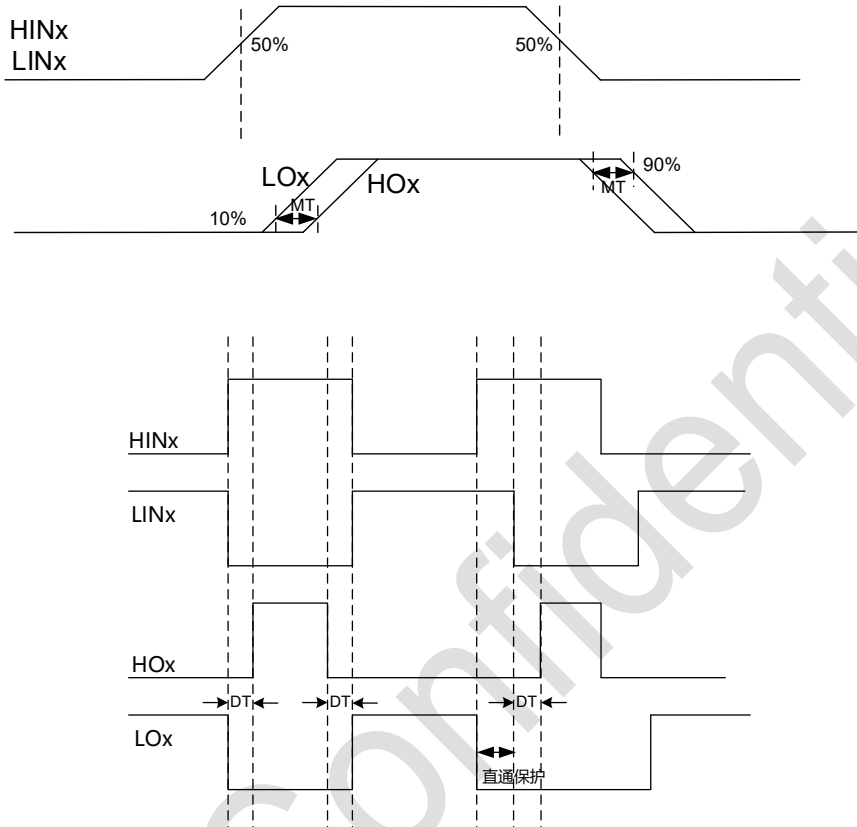 HINx
LINx
50%
50%
LOx
HOx
MT
10%
MT
90%
HINx
LINx
HOx
DT
DT
DT
LOx
直通保护
Confidenti